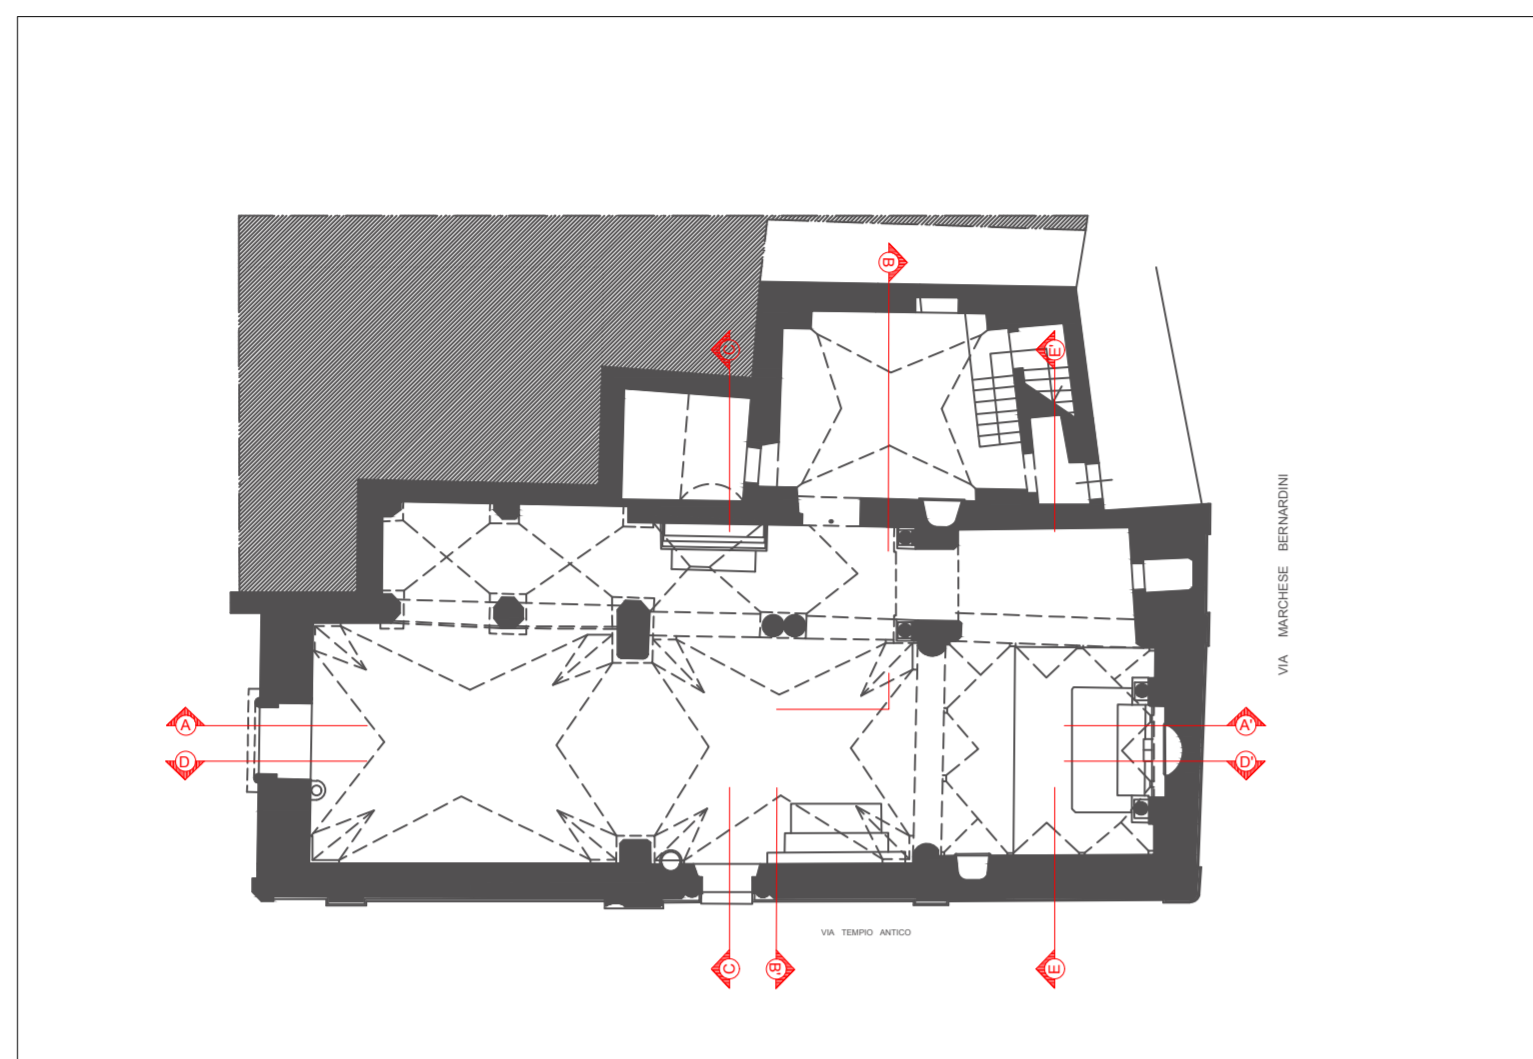 B
C'
E'
VIA MARCHESE BERNARDINI
A
A'
D
D'
VIA TEMPIO ANTICO
C
B'
E